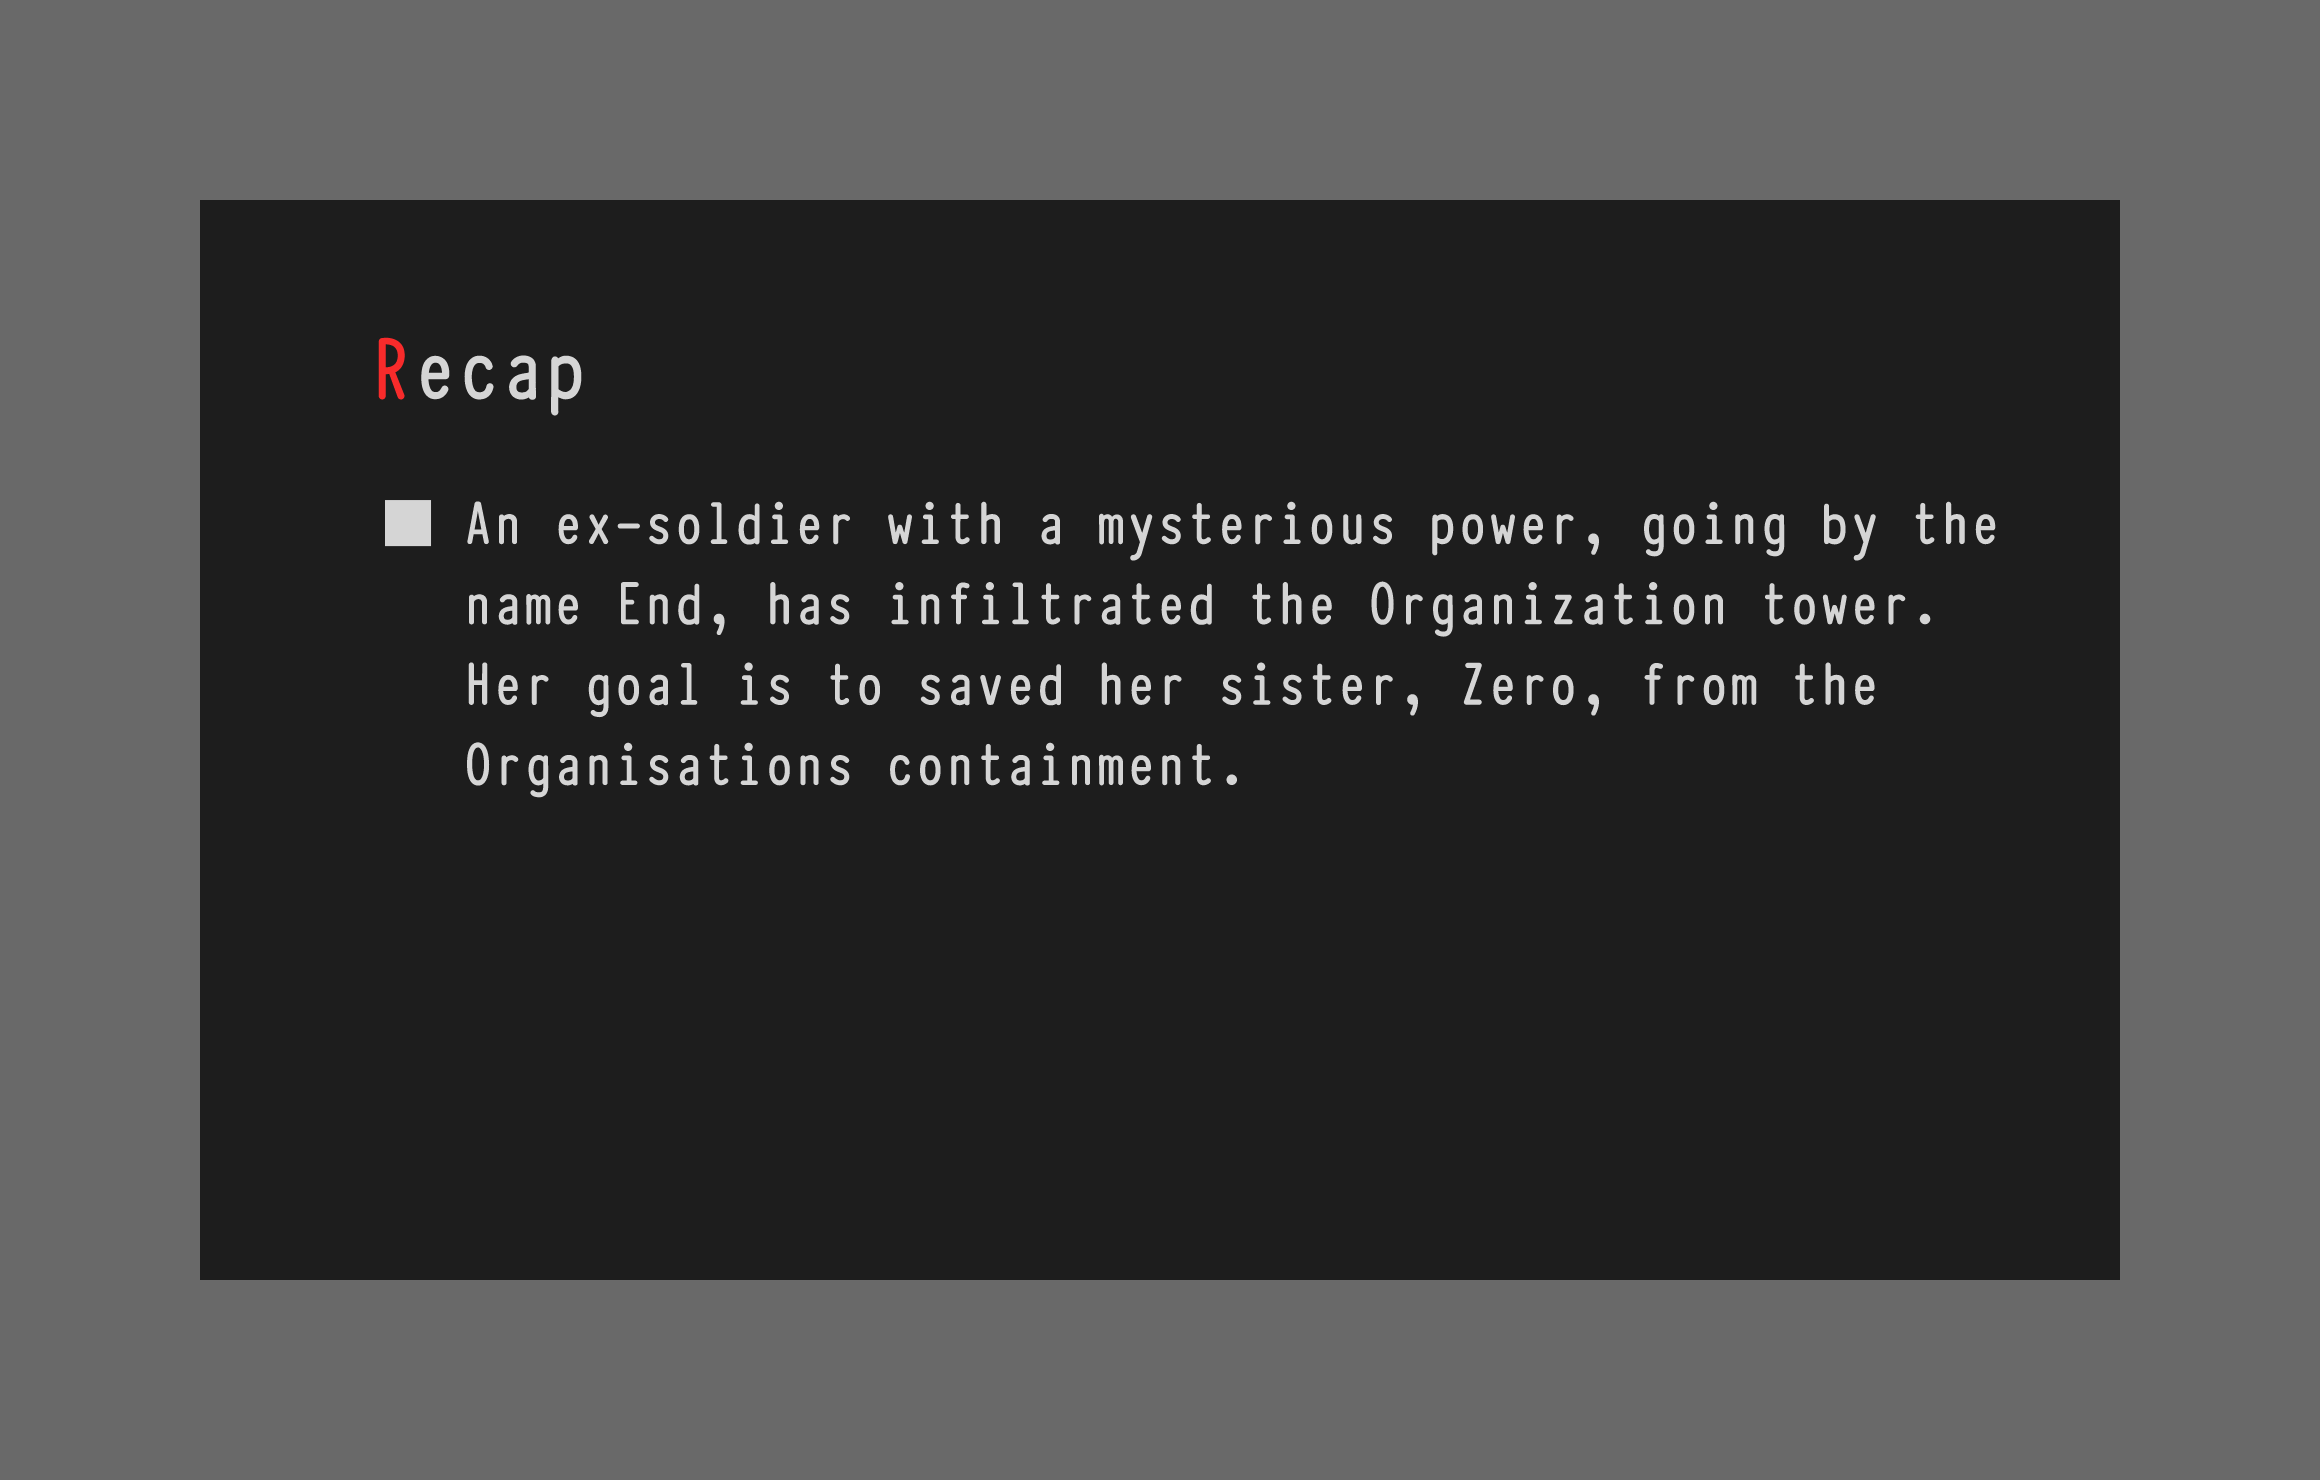 Recap
An ex-soldier with a mysterious power, going by the
name End, has infiltrated the Organization tower.
Her goal is to saved her sister, Zero, from the
Organisations containment.